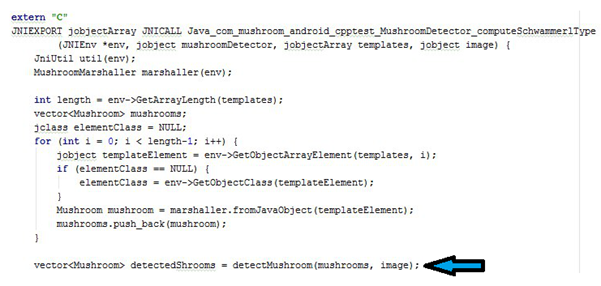 extern "C"
JNIEXPORT jobjectArray JNICALL Java_com_mushroom_android_cpptest_MushroomDetector_computeSchwammerlType
(JNIEnv *env, jobject mushroomDetector, jobjectArray templates, jobject image) {
JniUtil util(env);
MushroomMarshaller marshaller(env);
int length = env->GetArrayLength(templates);
vector<Mushroom> mushrooms;
jclass elementClass = NULL;
for (int i = 0; i < length-1; i++) {
jobject templateElement = env->GetObjectArrayElement(templates, i);
if (elementClass == NULL) {
elementClass = env->GetObjectClass(templateElement);
}
Mushroom mushroom = marshaller.fromJavaObject(templateElement);
mushrooms.push_back(mushroom);
}
vector<Mushroom> detectedShrooms = detectMushroom(mushrooms, image);